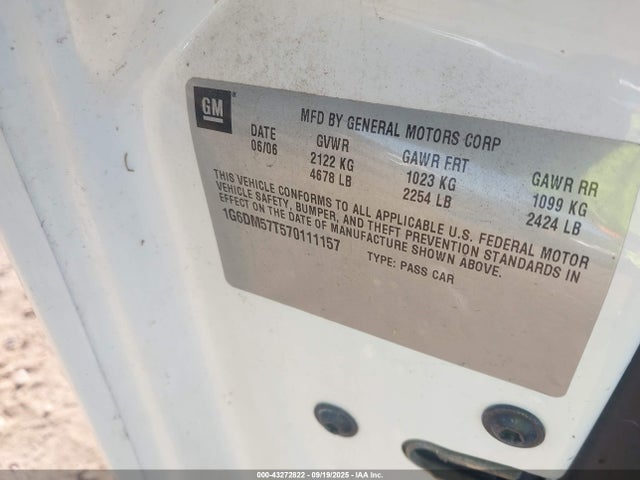 GM ®
MFD BY GENERAL MOTORS CORP
DATE GVWR GAWR FRT GAWR RR
06/06 2122 KG 1023 KG 1099 KG
4678 LB 2254 LB 2424 LB
THIS VEHICLE CONFORMS TO ALL APPLICABLE U.S. FEDERAL MOTOR
VEHICLE SAFETY, BUMPER, AND THEFT PREVENTION STANDARDS IN
EFFECT ON THE DATE OF MANUFACTURE SHOWN ABOVE.
1G6DM57T570111157
TYPE: PASS CAR
000-43272822 - 09/19/2025 - IAA Inc.